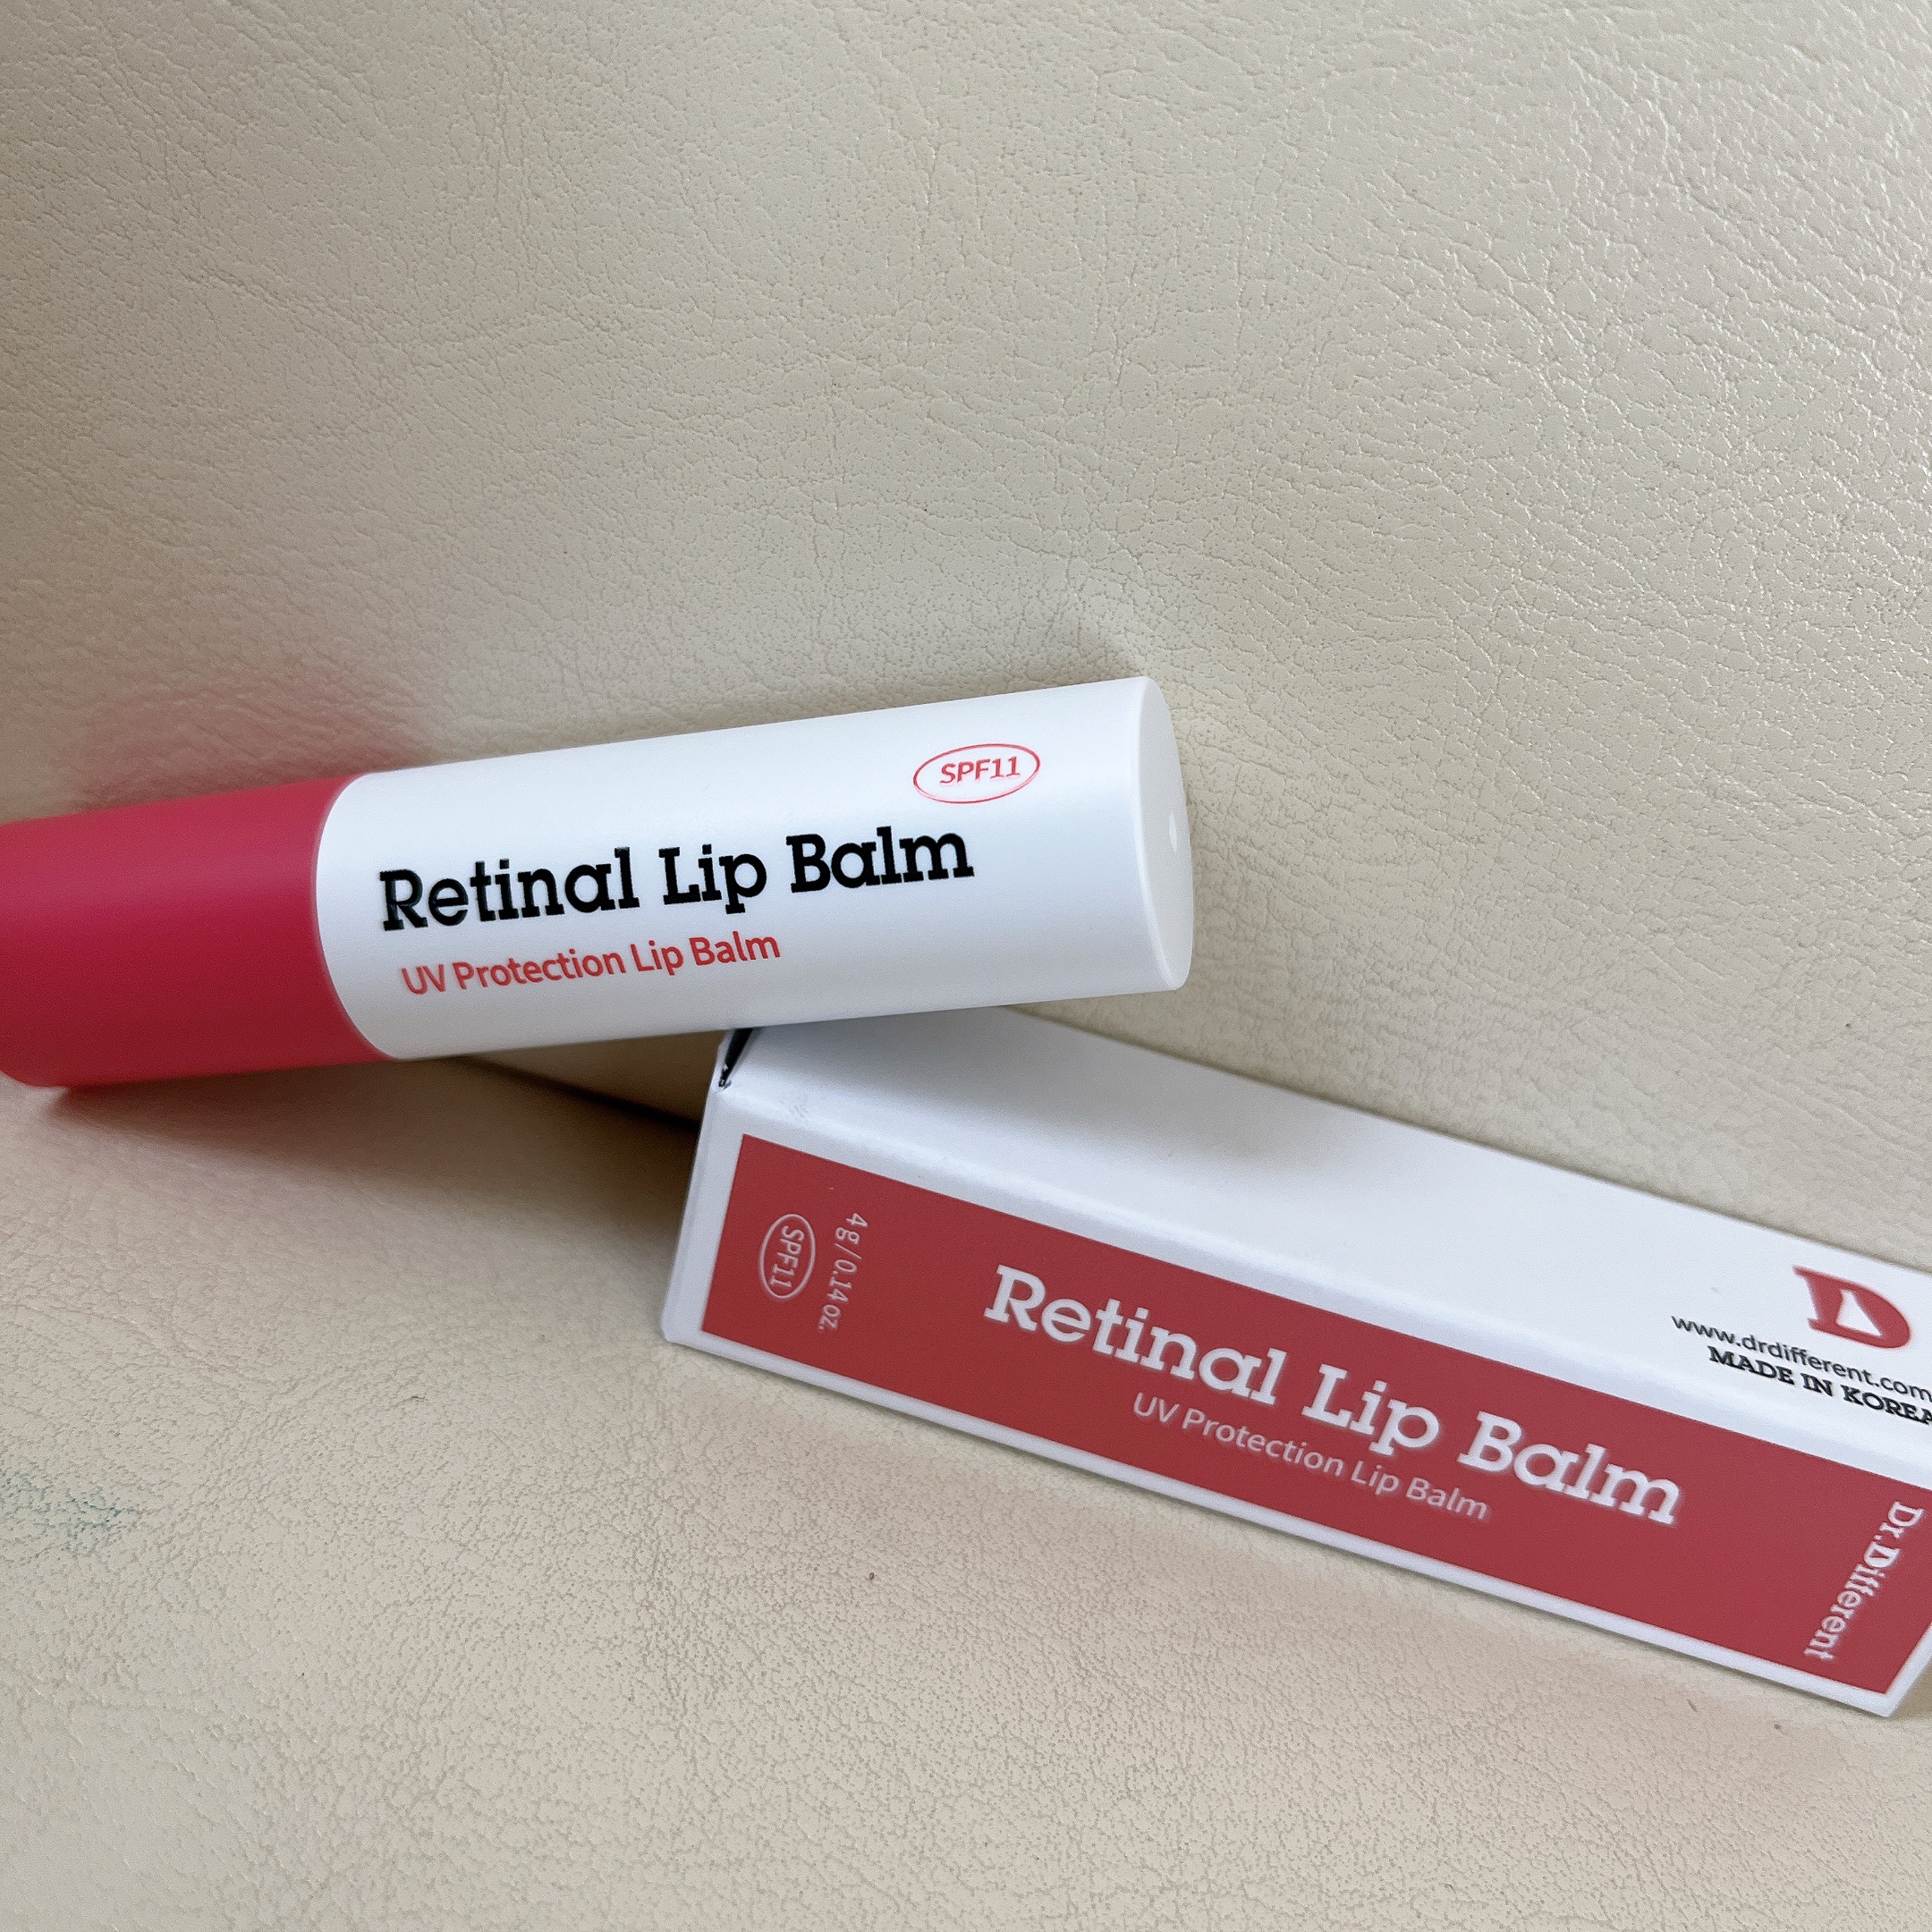 SPF11
Retinal Lip Balm
UV Protection Lip Balm
SPF11
4g/0.14oz.
Retinal Lip Balm
UV Protection Lip Balm
Dr.Different
D
www.drdifferent.com
MADE IN KOREA